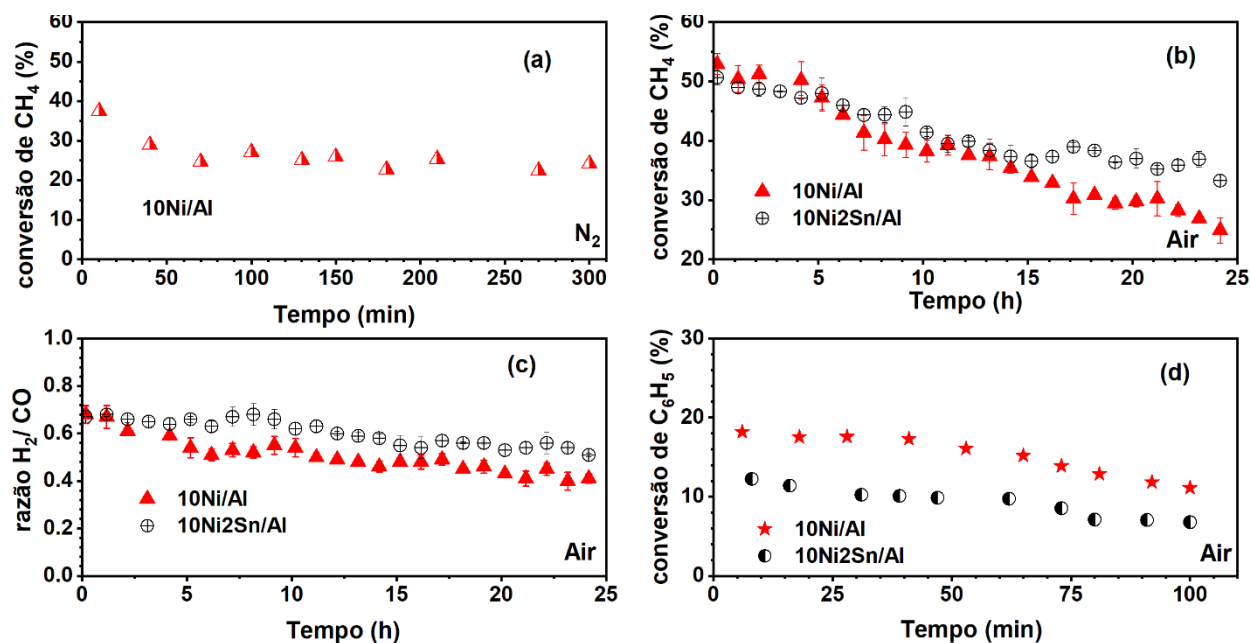 conversão de CH4 (%)
60
50
40
30
20
10
0
(a)
10Ni/Al
N2
0 50 100 150 200 250 300
Tempo (min)
conversão de CH4 (%)
60
50
40
30
20
(b)
10Ni/Al
10Ni2Sn/Al
Air
0 5 10 15 20 25
Tempo (h)
razão H2/ CO
1.0
0.8
0.6
0.4
0.2
0.0
(c)
10Ni/Al
10Ni2Sn/Al
Air
0 5 10 15 20 25
Tempo (h)
conversão de C6H5 (%)
30
20
10
0
(d)
10Ni/Al
10Ni2Sn/Al
Air
0 25 50 75 100
Tempo (min)